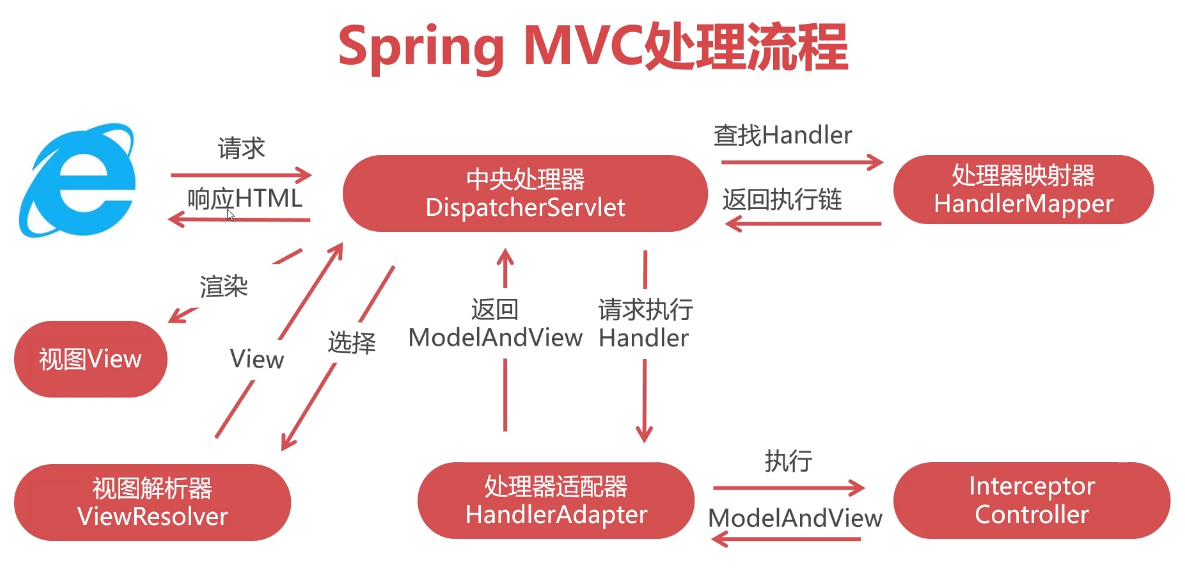 Spring MVC处理流程
请求
响应HTML
中央处理器
DispatcherServlet
查找Handler
返回执行链
处理器映射器
HandlerMapper
渲染
视图View
View
选择
返回
ModelAndView
请求执行
Handler
视图解析器
ViewResolver
处理器适配器
HandlerAdapter
执行
ModelAndView
Interceptor
Controller